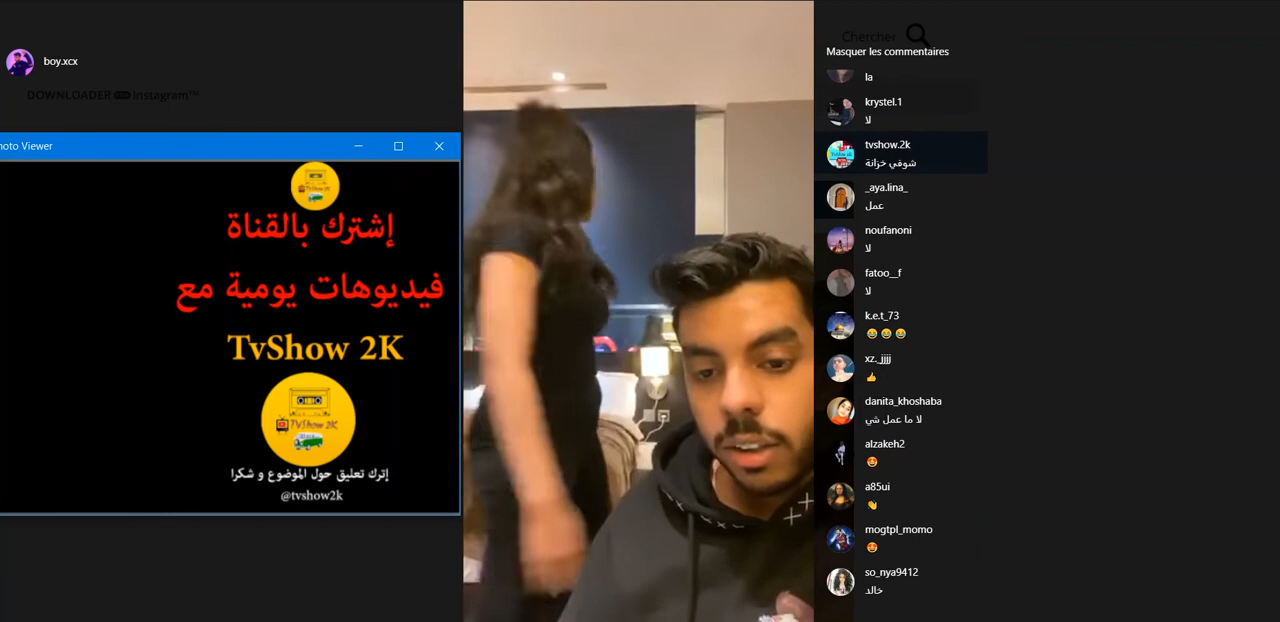 boy.xcx
DOWNLOADER Instagram™
hoto Viewer
إشترك بالقناة
فيديوهات يومية مع
TvShow 2K
TVShow 2K
إترك تعليق حول الموضوع و شكرا
@tvshow2k
Chercher
Masquer les commentaires
la
krystel.1
لا
tvshow.2k
شوفي خزانة
_aya.lina_
عمل
noufanoni
لا
fatoo__f
لا
k.e.t_73
😂😂😂
xz._jjjj
👍
danita_khoshaba
لا ما عمل شي
alzakeh2
😍
a85ui
👏
mogtpl_momo
😍
so_nya9412
خالد